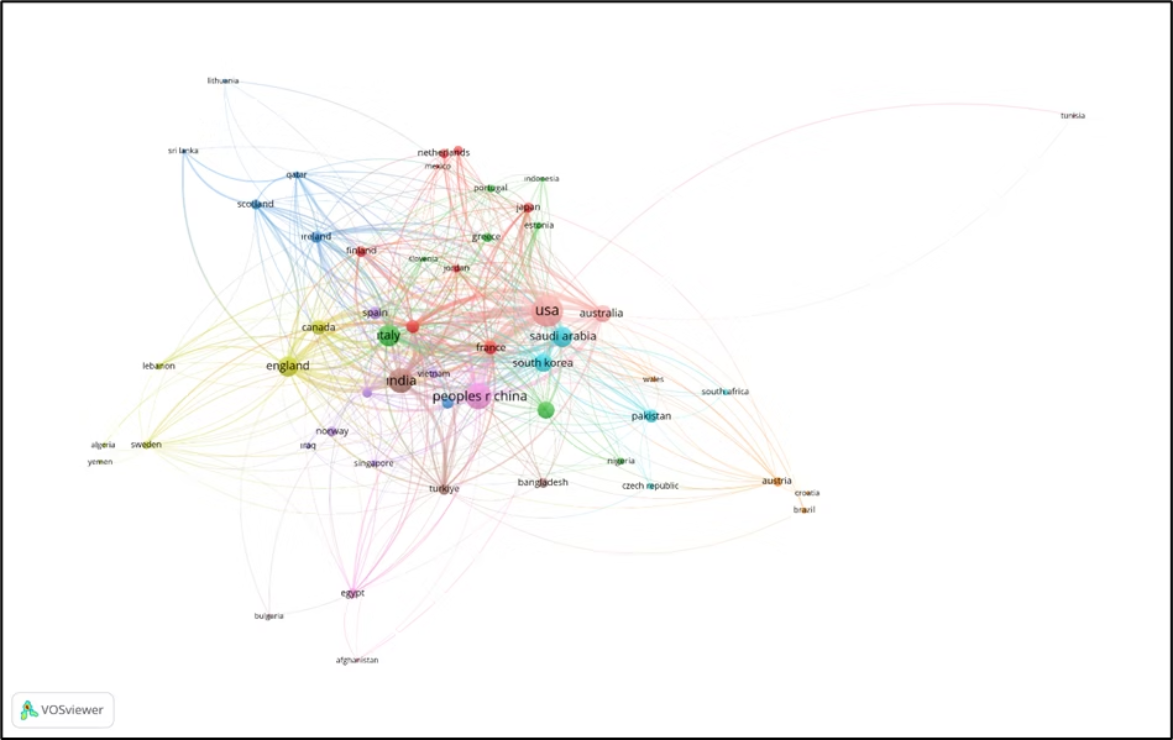 lithuania
tunisia
sri lanka
netherlands
mexico
qatar
indonesia
portugal
scotland
japan
estonia
ireland
greece
finland
slovenia
jordan
usa
spain
australia
canada
italy
saudi arabia
france
south korea
lebanon
england
vietnam
india
wales
south africa
peoples r china
pakistan
norway
algeria
sweden
iraq
yemen
singapore
nigeria
turkiye
bangladesh
czech republic
austria
croatia
brazil
egypt
bulgaria
afghanistan
VOSviewer